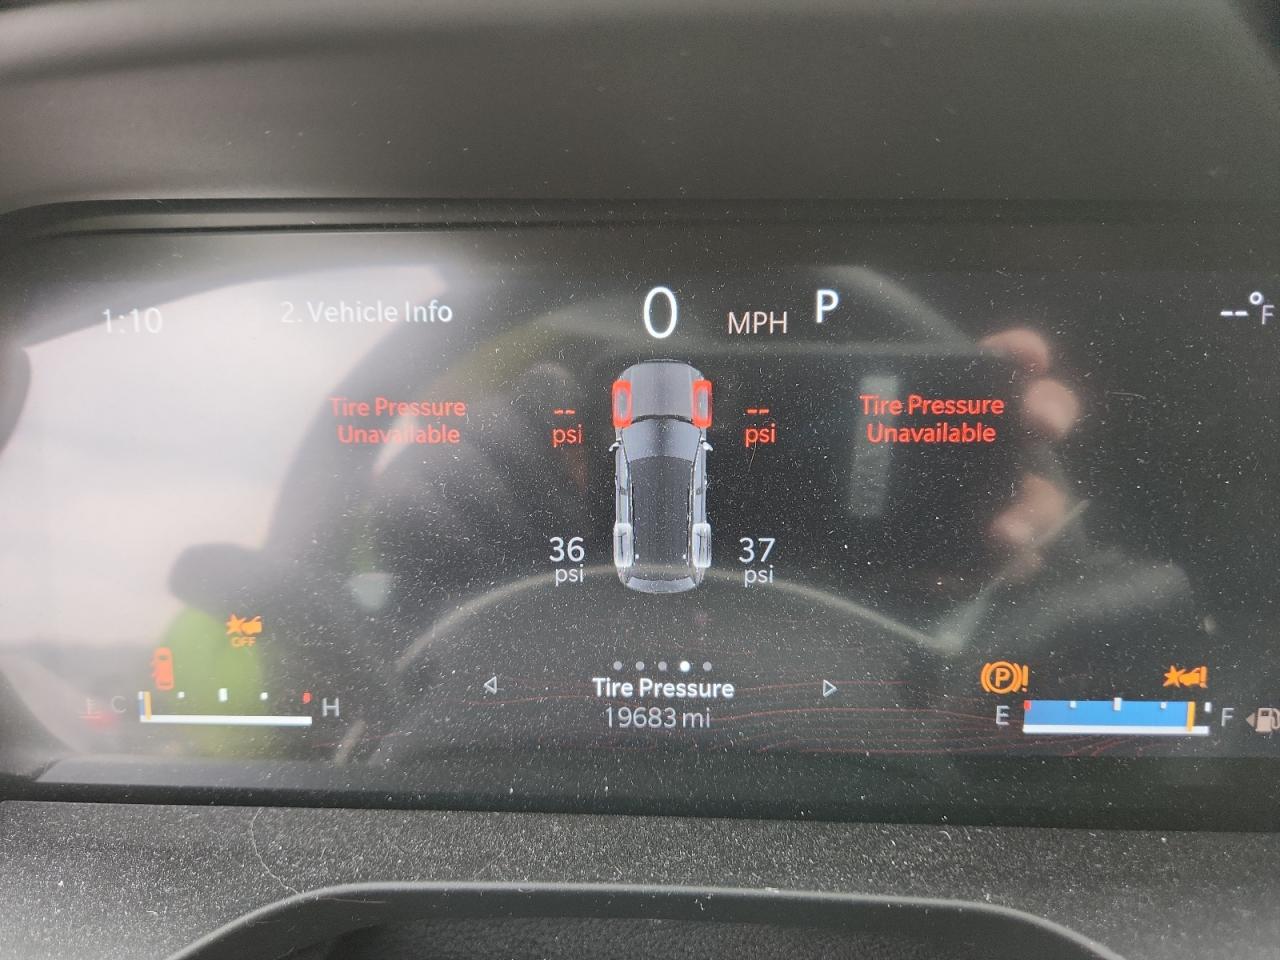 1:10
2. Vehicle Info
0 MPH P
--°F
Tire Pressure
Unavailable
--
psi
--
psi
Tire Pressure
Unavailable
36
psi
37
psi
OFF
C H
Tire Pressure
19683 mi
P!
E F